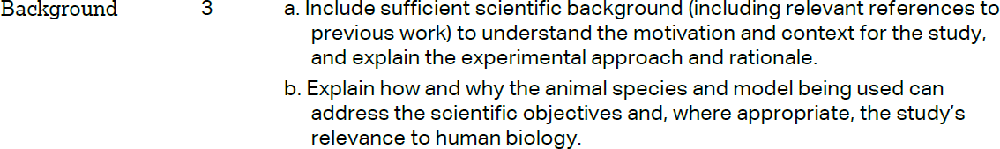 Background 3 a. Include sufficient scientific background (including relevant references to
previous work) to understand the motivation and context for the study,
and explain the experimental approach and rationale.
b. Explain how and why the animal species and model being used can
address the scientific objectives and, where appropriate, the study's
relevance to human biology.